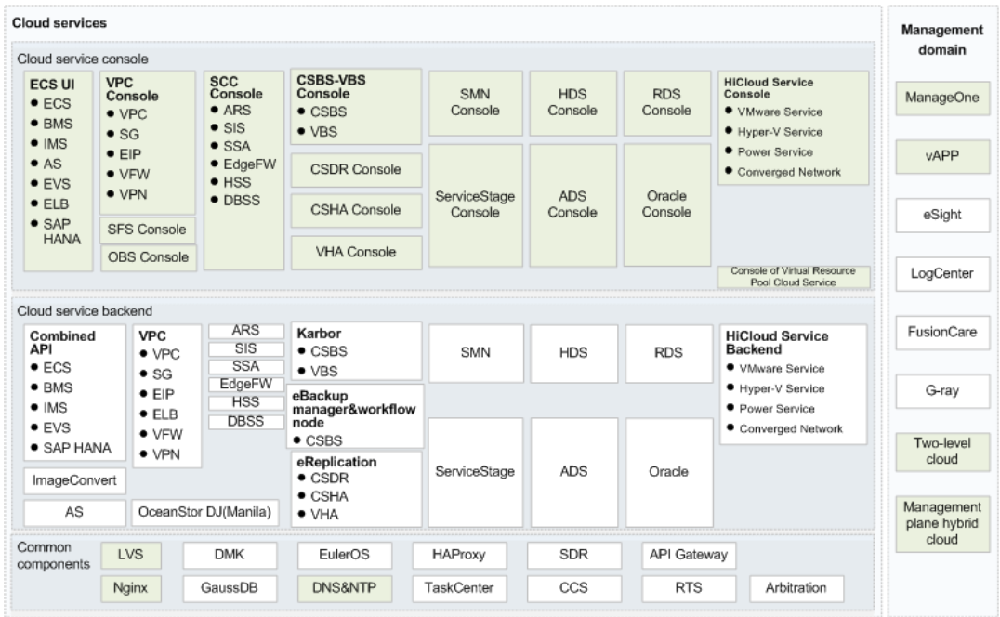 Cloud services
Cloud service console
ECS UI
ECS
BMS
IMS
AS
EVS
ELB
SAP
HANA
VPC
Console
VPC
SG
EIP
VFW
VPN
SFS Console
OBS Console
SCC
Console
ARS
SIS
SSA
EdgeFW
HSS
DBSS
CSBS-VBS
Console
CSBS
VBS
CSDR Console
CSHA Console
VHA Console
SMN
Console
HDS
Console
RDS
Console
ServiceStage
Console
ADS
Console
Oracle
Console
HiCloud Service
Console
VMware Service
Hyper-V Service
Power Service
Converged Network
Console of Virtual Resource
Pool Cloud Service
Cloud service backend
Combined
API
ECS
BMS
IMS
EVS
SAP HANA
ImageConvert
AS
VPC
VPC
SG
EIP
ELB
VFW
VPN
OceanStor DJ(Manila)
ARS
SIS
SSA
EdgeFW
HSS
DBSS
Karbor
CSBS
VBS
eBackup
manager&workflow
node
CSBS
eReplication
CSDR
CSHA
VHA
SMN
HDS
RDS
ServiceStage
ADS
Oracle
HiCloud Service
Backend
VMware Service
Hyper-V Service
Power Service
Converged Network
Common
components
LVS
DMK
EulerOS
HAProxy
SDR
API Gateway
Nginx
GaussDB
DNS&NTP
TaskCenter
CCS
RTS
Arbitration
Management
domain
ManageOne
vAPP
eSight
LogCenter
FusionCare
G-ray
Two-level
cloud
Management
plane hybrid
cloud